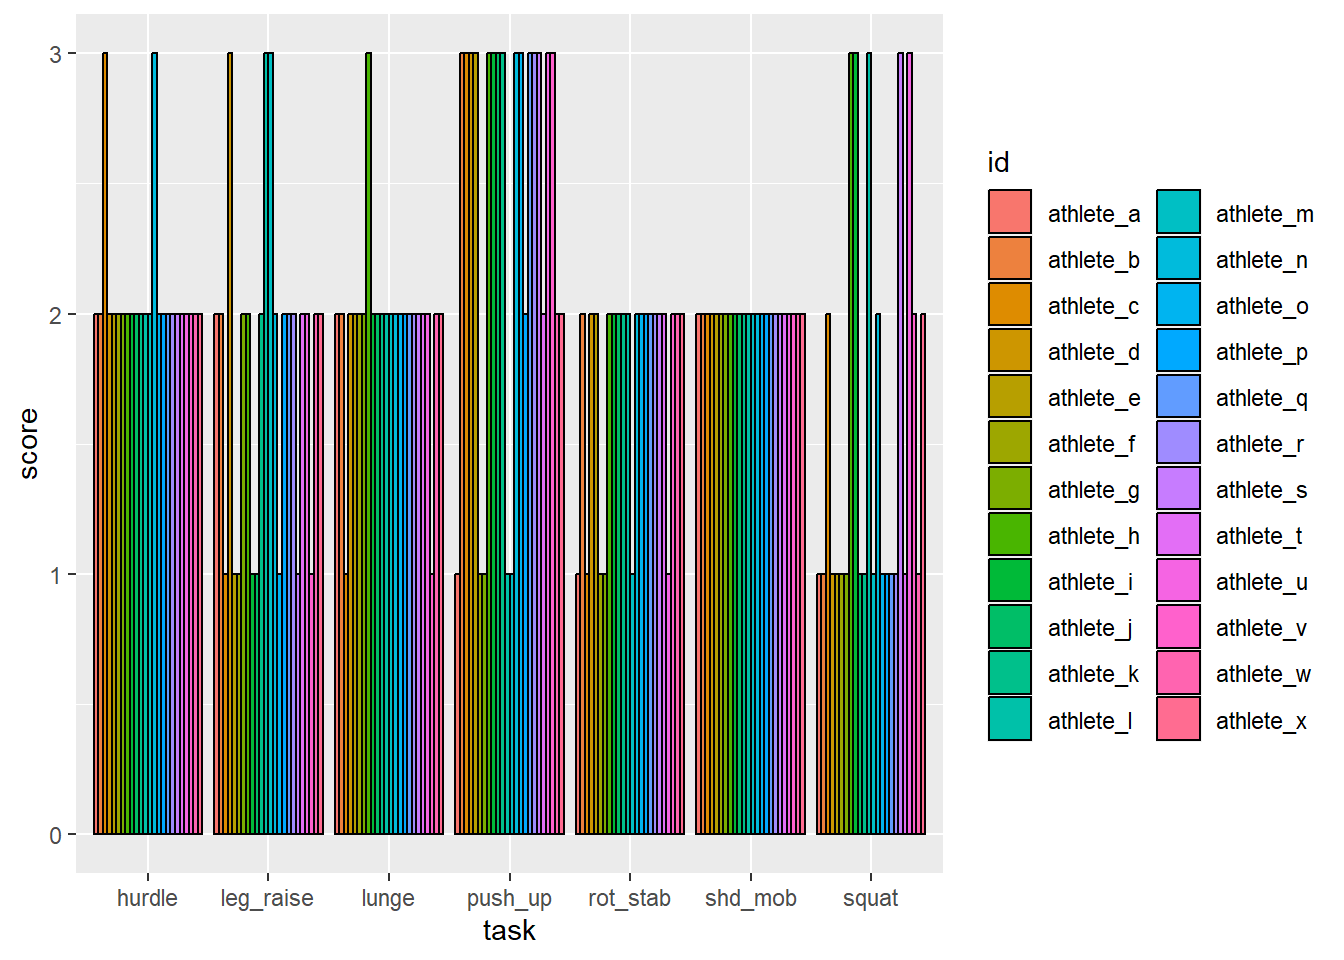 3
2
1
0
score
hurdle
leg_raise
lunge
push_up
rot_stab
shd_mob
squat
task
id
athlete_a
athlete_b
athlete_c
athlete_d
athlete_e
athlete_f
athlete_g
athlete_h
athlete_i
athlete_j
athlete_k
athlete_l
athlete_m
athlete_n
athlete_o
athlete_p
athlete_q
athlete_r
athlete_s
athlete_t
athlete_u
athlete_v
athlete_w
athlete_x